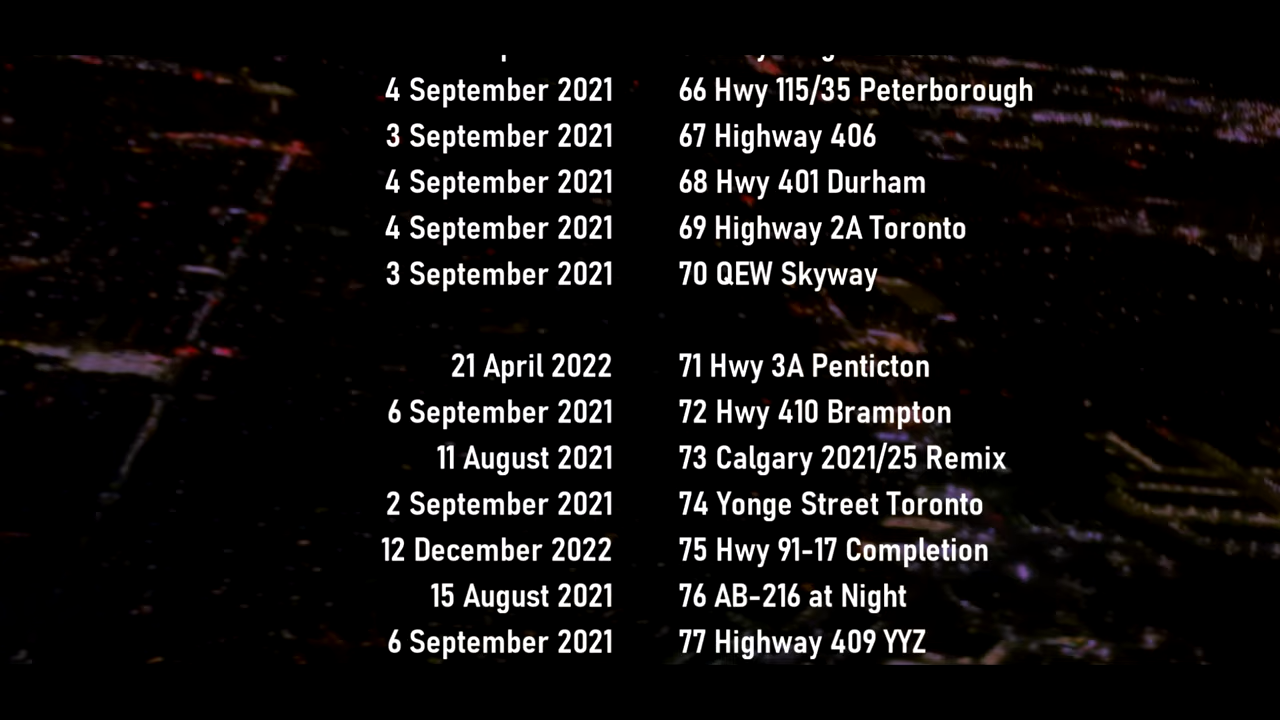 4 September 2021 66 Hwy 115/35 Peterborough
3 September 2021 67 Highway 406
4 September 2021 68 Hwy 401 Durham
4 September 2021 69 Highway 2A Toronto
3 September 2021 70 QEW Skyway
21 April 2022 71 Hwy 3A Penticton
6 September 2021 72 Hwy 410 Brampton
11 August 2021 73 Calgary 2021/25 Remix
2 September 2021 74 Yonge Street Toronto
12 December 2022 75 Hwy 91-17 Completion
15 August 2021 76 AB-216 at Night
6 September 2021 77 Highway 409 YYZ